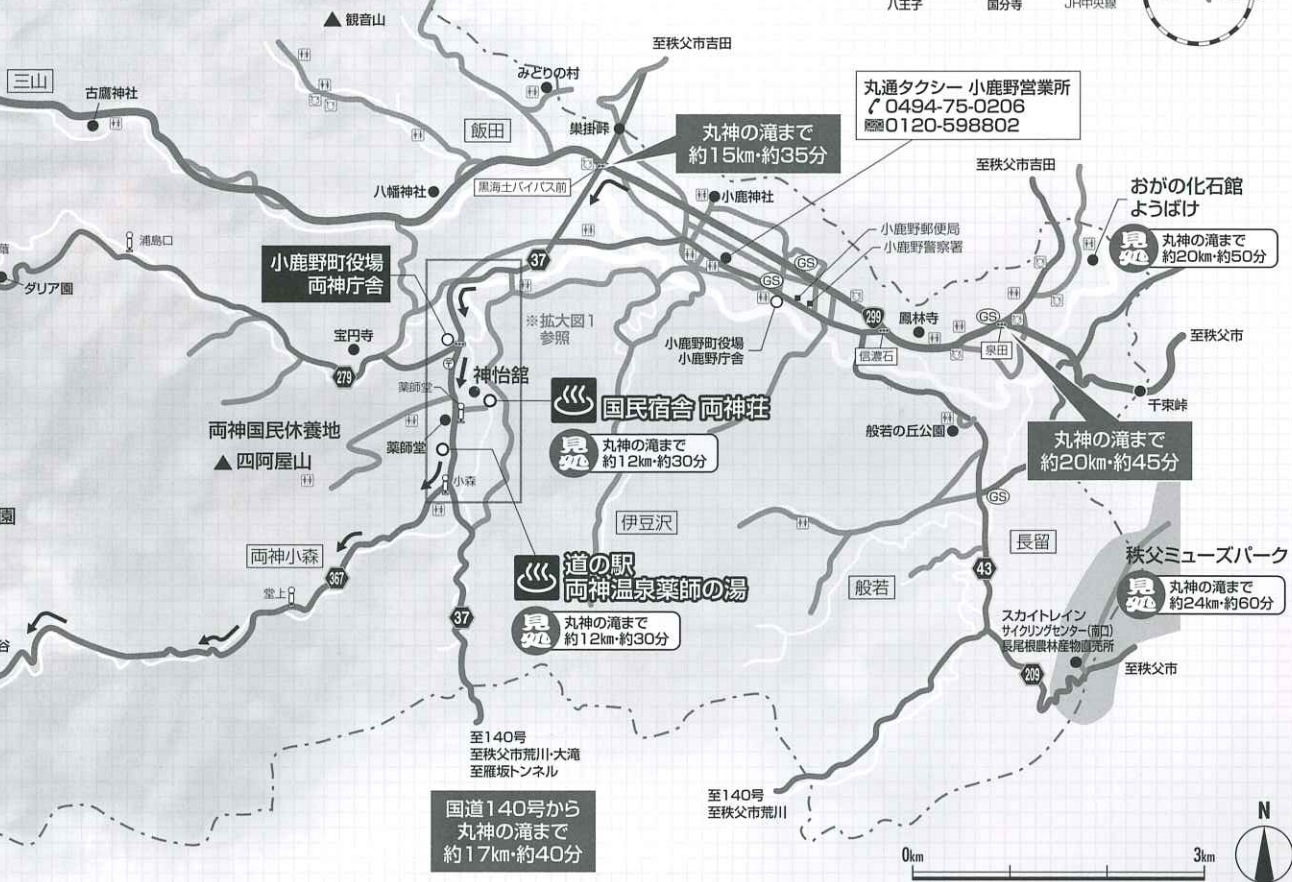 八王子
国分寺
JR中央線
▲観音山
至秩父市吉田
三山
古鷹神社
みどりの村
飯田
巣掛峠
丸神の滝まで
約15km・約35分
丸通タクシー 小鹿野営業所
0494-75-0206
0120-598802
八幡神社
黒海土バイパス前
小鹿神社
至秩父市吉田
おがの化石館
ようばけ
見処
丸神の滝まで
約20km・約50分
小鹿野郵便局
小鹿野警察署
浦島口
ダリア園
小鹿野町役場
両神庁舎
37
GS
GS
※拡大図1
参照
小鹿野町役場
小鹿野庁舎
299
鳳林寺
GS
信濃石
泉田
至秩父市
千束峠
宝円寺
279
薬師堂
神怡舘
国民宿舎 両神荘
見処
丸神の滝まで
約12km・約30分
両神国民休養地
▲四阿屋山
薬師堂
小森
般若の丘公園
丸神の滝まで
約20km・約45分
GS
園
伊豆沢
長留
両神小森
367
堂上
道の駅
両神温泉薬師の湯
見処
丸神の滝まで
約12km・約30分
37
般若
43
秩父ミューズパーク
見処
丸神の滝まで
約24km・約60分
スカイトレイン
サイクリングセンター(南口)
長尾根農林産物直売所
209
至秩父市
谷
至140号
至秩父市荒川・大滝
至雁坂トンネル
国道140号から
丸神の滝まで
約17km・約40分
至140号
至秩父市荒川
0km
3km
N